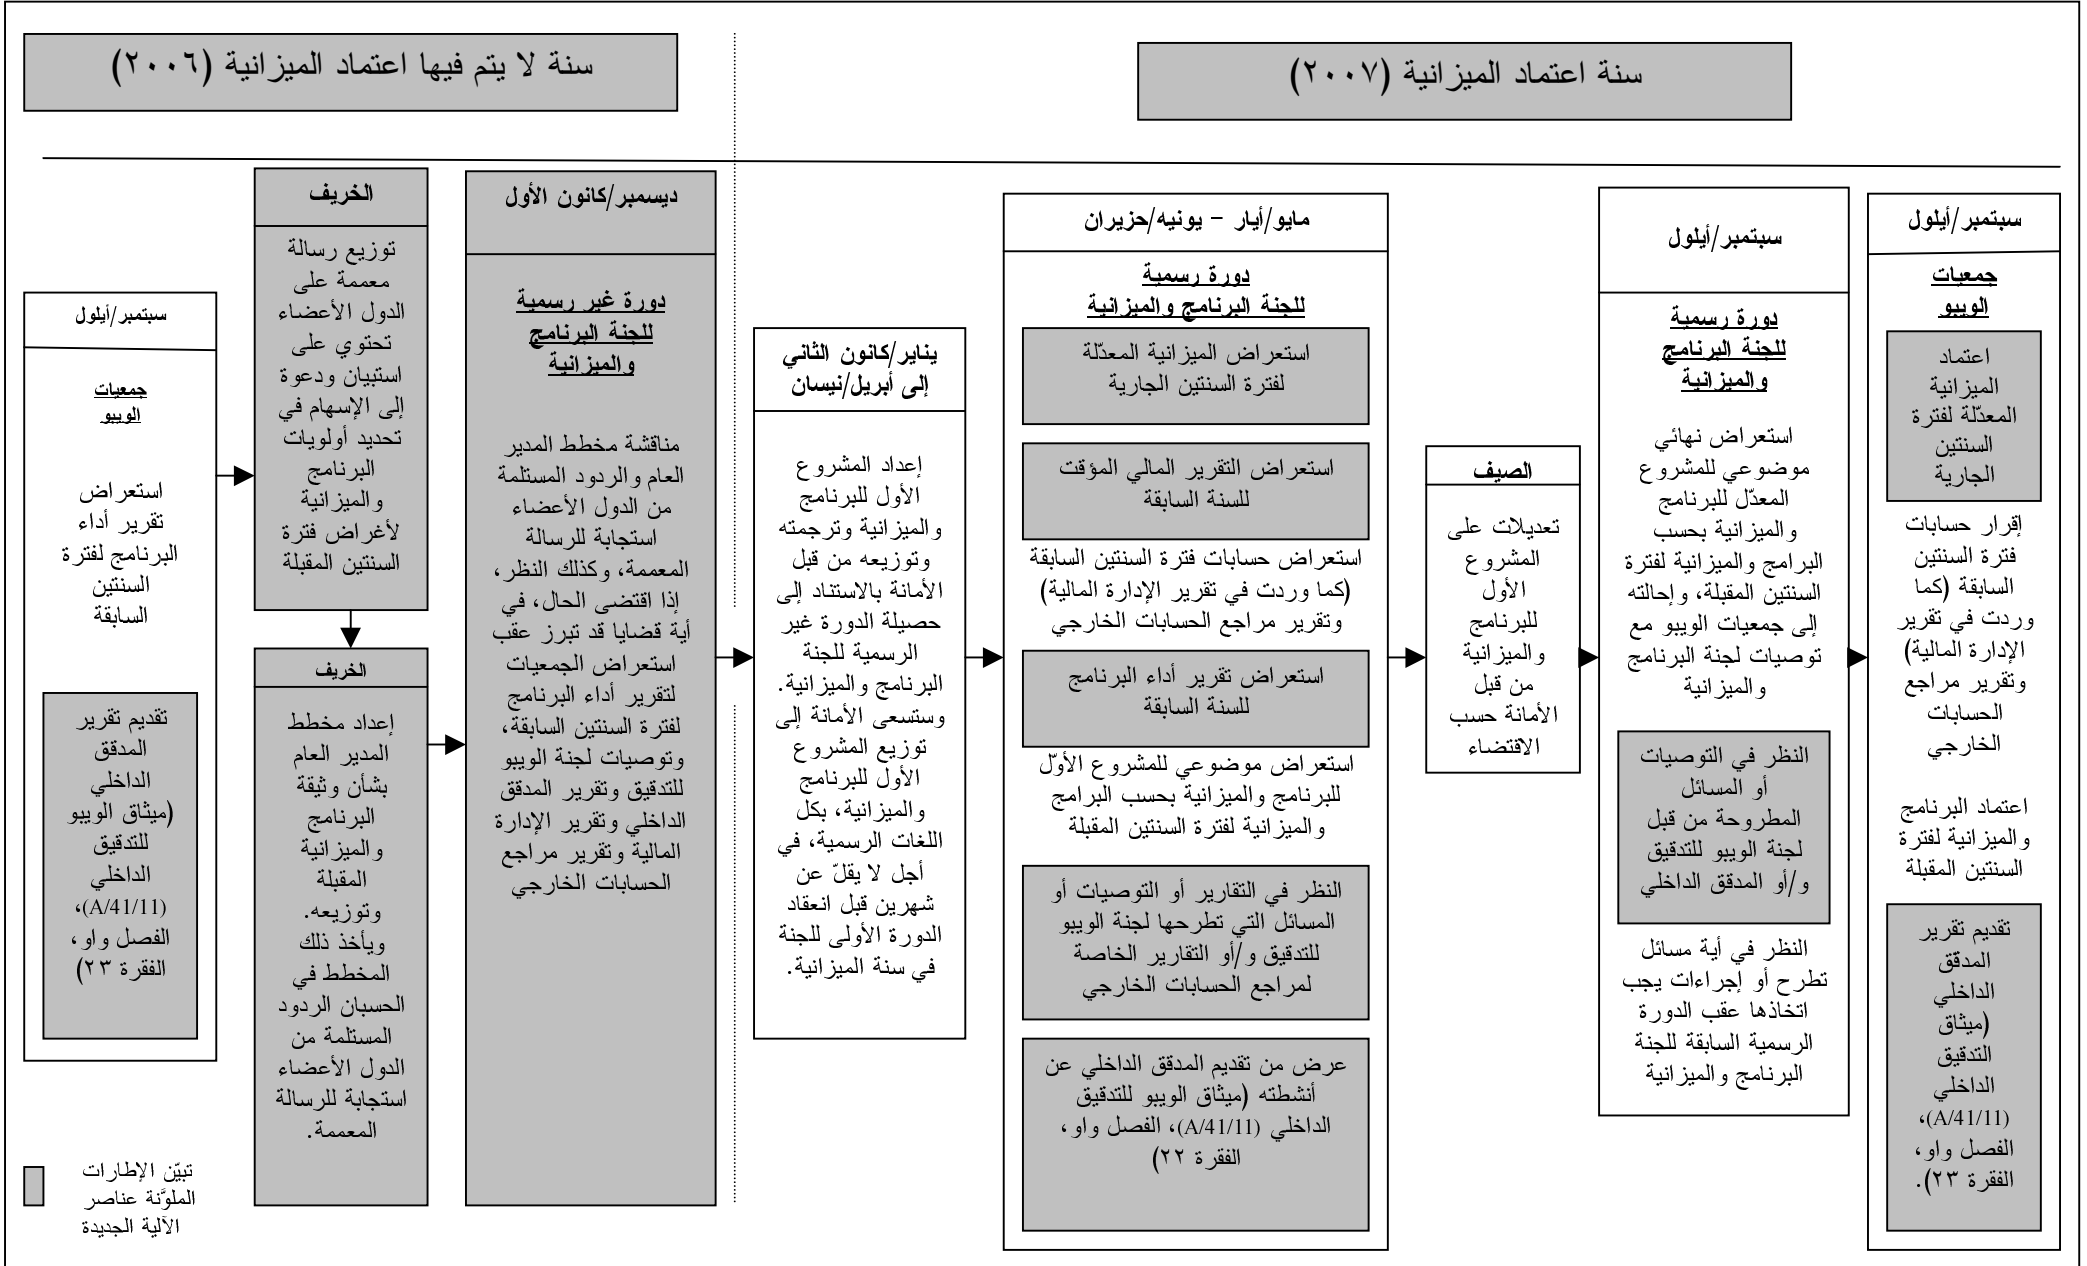 سنة لا يتم فيها اعتماد الميزانية (٢٠٠٦)
سنة اعتماد الميزانية (٢٠٠٧)
سبتمبر/أيلول
جمعيات
الويبو
استعراض
تقرير أداء
البرنامج لفترة
السنتين
السابقة
تقديم تقرير
المدقق
الداخلي
(ميثاق الويبو
للتدقيق
الداخلي
(A/41/11)،
الفصل واو،
الفقرة ٢٣)
الخريف
توزيع رسالة
معممة على
الدول الأعضاء
تحتوي على
استبيان ودعوة
إلى الإسهام في
تحديد أولويات
البرنامج
والميزانية
لأغراض فترة
السنتين المقبلة
الخريف
إعداد مخطط
المدير العام
بشأن وثيقة
البرنامج
والميزانية
المقبلة
وتوزيعه.
ويأخذ ذلك
المخطط في
الحسبان الردود
المستلمة من
الدول الأعضاء
استجابة للرسالة
المعممة.
ديسمبر/كانون الأول
دورة غير رسمية
للجنة البرنامج
والميزانية
مناقشة مخطط المدير
العام والردود المستلمة
من الدول الأعضاء
استجابة للرسالة
المعممة، وكذلك النظر،
إذا اقتضى الحال، في
أية قضايا قد تبرز عقب
استعراض الجمعيات
لتقرير أداء البرنامج
لفترة السنتين السابقة،
وتوصيات لجنة الويبو
للتدقيق وتقرير المدقق
الداخلي وتقرير الإدارة
المالية وتقرير مراجع
الحسابات الخارجي
يناير/كانون الثاني
إلى أبريل/نيسان
إعداد المشروع
الأول للبرنامج
والميزانية وترجمته
وتوزيعه من قبل
الأمانة بالاستناد إلى
حصيلة الدورة غير
الرسمية للجنة
البرنامج والميزانية.
وستسعى الأمانة إلى
توزيع المشروع
الأول للبرنامج
والميزانية، بكل
اللغات الرسمية، في
أجل لا يقلّ عن
شهرين قبل انعقاد
الدورة الأولى للجنة
في سنة الميزانية.
مايو/أيار – يونيه/حزيران
دورة رسمية
للجنة البرنامج والميزانية
استعراض الميزانية المعدّلة
لفترة السنتين الجارية
استعراض التقرير المالي المؤقت
للسنة السابقة
استعراض حسابات فترة السنتين السابقة
(كما وردت في تقرير الإدارة المالية)
وتقرير مراجع الحسابات الخارجي
استعراض تقرير أداء البرنامج
للسنة السابقة
استعراض موضوعي للمشروع الأوّل
للبرنامج والميزانية بحسب البرامج
والميزانية لفترة السنتين المقبلة
النظر في التقارير أو التوصيات أو
المسائل التي تطرحها لجنة الويبو
للتدقيق و/أو التقارير الخاصة
لمراجع الحسابات الخارجي
عرض من تقديم المدقق الداخلي عن
أنشطته (ميثاق الويبو للتدقيق
الداخلي (A/41/11)، الفصل واو،
الفقرة ٢٢)
الصيف
تعديلات على
المشروع
الأول
للبرنامج
والميزانية
من قبل
الأمانة حسب
الاقتضاء
سبتمبر/أيلول
دورة رسمية
للجنة البرنامج
والميزانية
استعراض نهائي
موضوعي للمشروع
المعدّل للبرنامج
والميزانية بحسب
البرامج والميزانية لفترة
السنتين المقبلة، وإحالته
إلى جمعيات الويبو مع
توصيات لجنة البرنامج
والميزانية
النظر في التوصيات
أو المسائل
المطروحة من قبل
لجنة الويبو للتدقيق
و/أو المدقق الداخلي
النظر في أية مسائل
تطرح أو إجراءات يجب
اتخاذها عقب الدورة
الرسمية السابقة للجنة
البرنامج والميزانية
سبتمبر/أيلول
جمعيات
الويبو
اعتماد
الميزانية
المعدّلة لفترة
السنتين
الجارية
إقرار حسابات
فترة السنتين
السابقة (كما
وردت في تقرير
الإدارة المالية)
وتقرير مراجع
الحسابات
الخارجي
اعتماد البرنامج
والميزانية لفترة
السنتين المقبلة
تقديم تقرير
المدقق
الداخلي
(ميثاق
التدقيق
الداخلي
(A/41/11)،
الفصل واو،
الفقرة ٢٣).
تبيّن الإطارات
الملوّنة عناصر
الآلية الجديدة